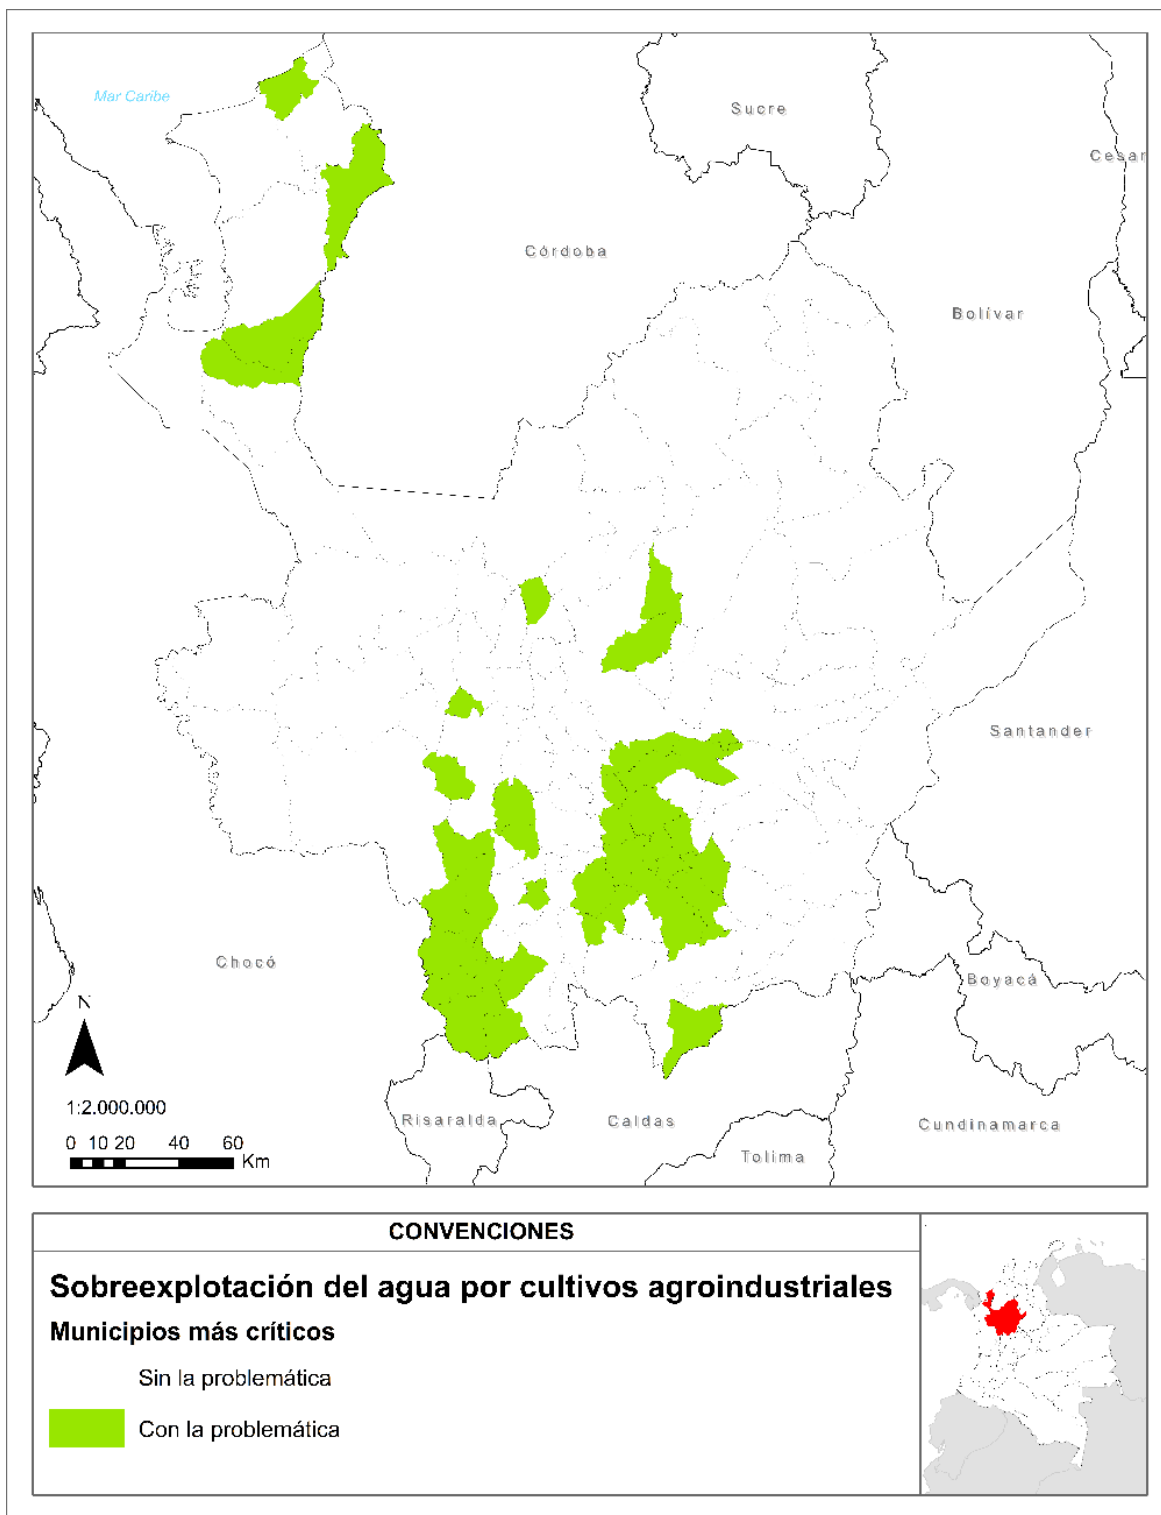 Mar Caribe
Sucre
Cesar
Córdoba
Bolívar
Santander
Chocó
Boyacá
N
1:2.000.000
Risaralda
Caldas
Cundinamarca
Tolima
0 10 20 40 60
Km
CONVENCIONES
Sobreexplotación del agua por cultivos agroindustriales
Municipios más críticos
Sin la problemática
Con la problemática